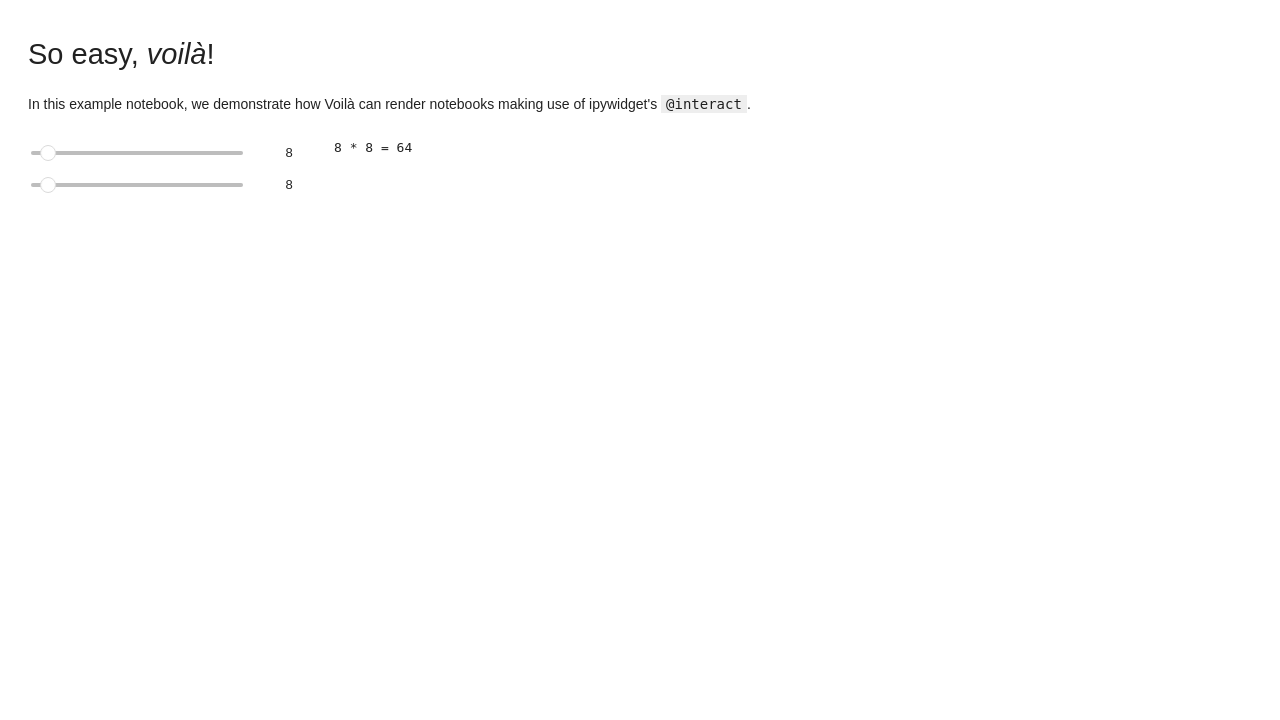 So easy, voilà!
In this example notebook, we demonstrate how Voilà can render notebooks making use of ipywidget's @interact.
8
8 * 8 = 64
8